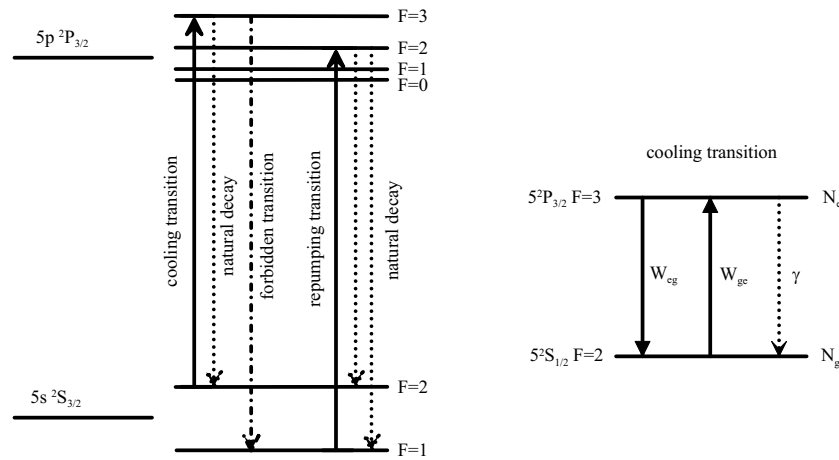 F=3
5p ²P₃/₂
F=2
F=1
F=0
cooling transition
natural decay
forbidden transition
repumping transition
natural decay
F=2
5s ²S₃/₂
F=1
cooling transition
5²P₃/₂ F=3
Nₑ
W_eg
W_ge
γ
5²S₁/₂ F=2
N_g